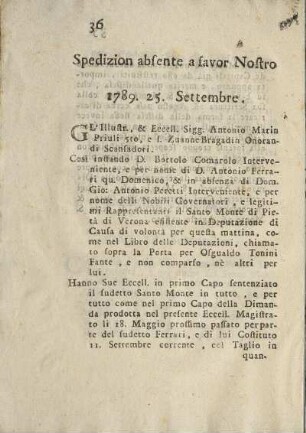 36
Spedizion absente a favor Nostro
1789. 25. Settembre.
GL'Illustr., & Eccell. Sigg. Antonio Marin
Priuli 5to, e f. Zuanne Bragadin Onoran-
di Scansadori.
Così instando D. Bortolo Comarolo Interve-
niente, e per nome di D. Antonio Ferra-
ri qu. Domenico, & in absenza di Dom.
Gio: Antonio Peretti Interveniente, e per
nome delli Nobili Governatori, e legiti-
mi Rappresentanti il Santo Monte di Pie-
tà di Verona esistente in Deputazione di
Causa di volontà per questa mattina, co-
me nel Libro delle Deputazioni, chiama-
to sopra la Porta per Osgualdo Tonini
Fante, e non comparso, nè altri per
lui.
Hanno Sue Eccell. in primo Capo sentenziato
il sudetto Santo Monte in tutto, e per
tutto come nel primo Capo della Diman-
da prodotta nel presente Eccell. Magistra-
to li 28. Maggio prossimo passato per par-
te del sudetto Ferrari, e di lui Costituto
11. Settembre corrente, col Taglio in
quan-